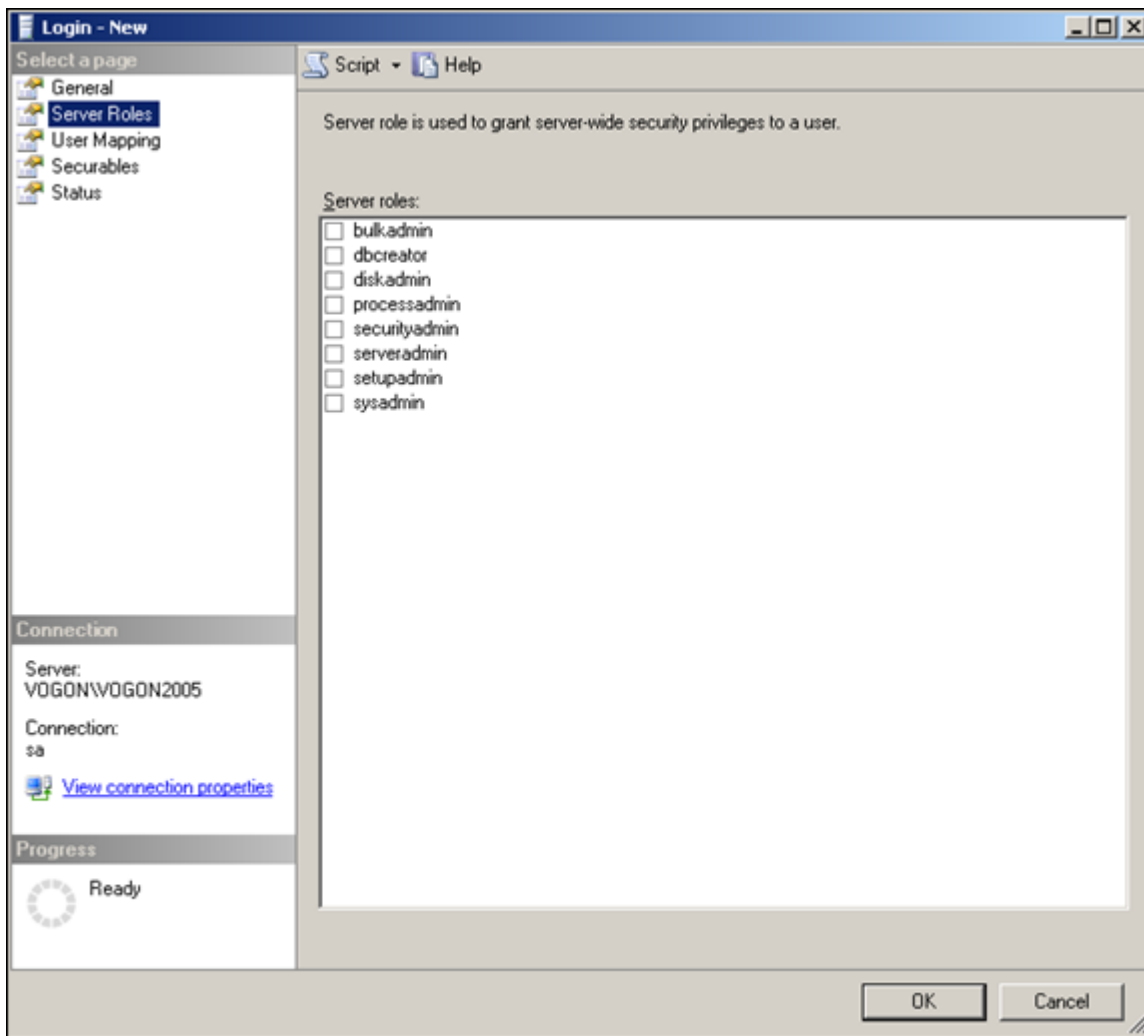 Login - New
Select a page
General
Server Roles
User Mapping
Securables
Status
Script Help
Server role is used to grant server-wide security privileges to a user.
Server roles:
bulkadmin
dbcreator
diskadmin
processadmin
securityadmin
serveradmin
setupadmin
sysadmin
Connection
Server:
VOGON\VOGON2005
Connection:
sa
View connection properties
Progress
Ready
OK Cancel